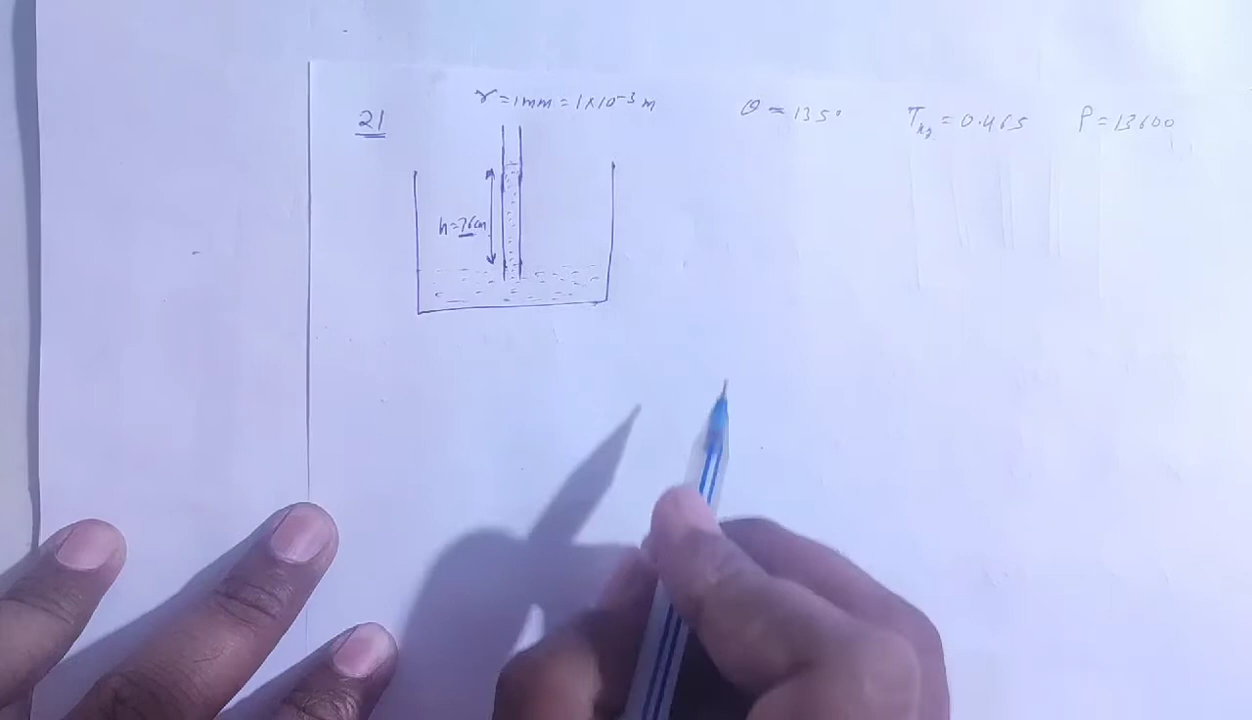 21
r = 1mm = 1×10⁻³ m
θ = 135°
T_Hg = 0.465
ρ = 13600
h = 76cm